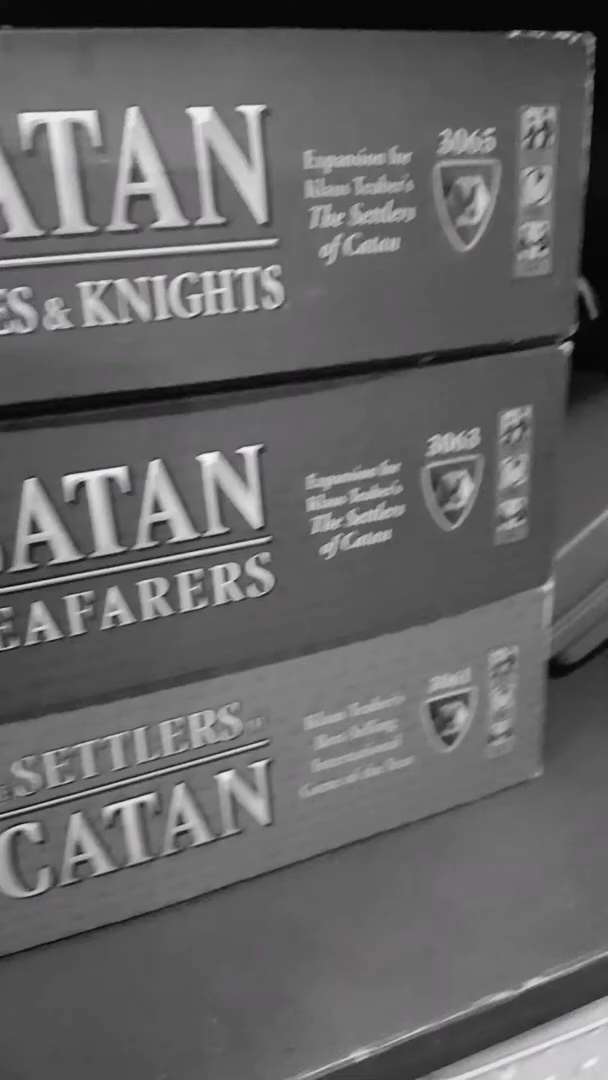 ATAN
ES & KNIGHTS
Expansion for
Klaus Teuber's
The Settlers
of Catan
3065
ATAN
EAFARERS
Expansion for
Klaus Teuber's
The Settlers
of Catan
3063
SETTLERS
CATAN
Klaus Teuber's
Best Selling
International
Game of the Year
3061